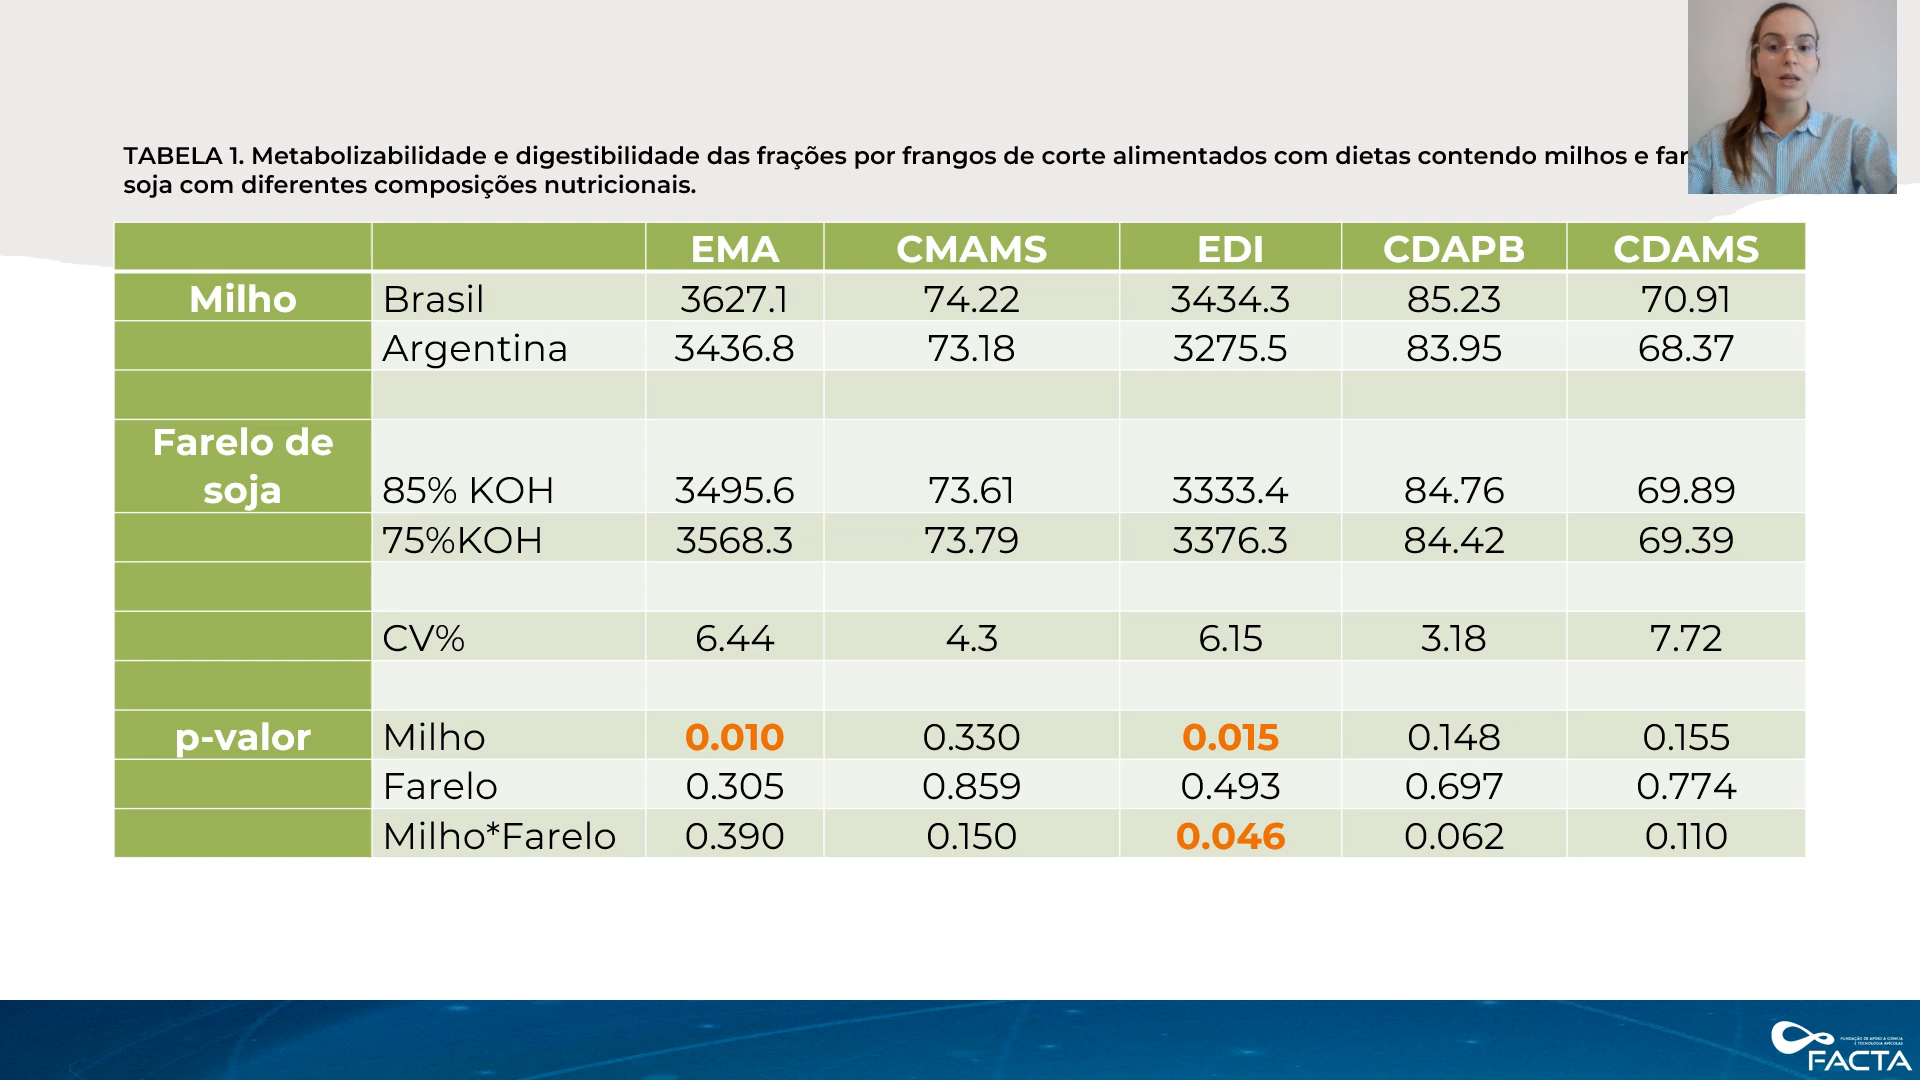 TABELA 1. Metabolizabilidade e digestibilidade das frações por frangos de corte alimentados com dietas contendo milhos e
soja com diferentes composições nutricionais.
EMA CMAMS EDI CDAPB CDAMS
Milho Brasil 3627.1 74.22 3434.3 85.23 70.91
Argentina 3436.8 73.18 3275.5 83.95 68.37
Farelo de
soja 85% KOH 3495.6 73.61 3333.4 84.76 69.89
75%KOH 3568.3 73.79 3376.3 84.42 69.39
CV% 6.44 4.3 6.15 3.18 7.72
p-valor Milho 0.010 0.330 0.015 0.148 0.155
Farelo 0.305 0.859 0.493 0.697 0.774
Milho*Farelo 0.390 0.150 0.046 0.062 0.110
FUNDAÇÃO DE APOIO À CIÊNCIA
E TECNOLOGIA AVÍCOLAS
FACTA